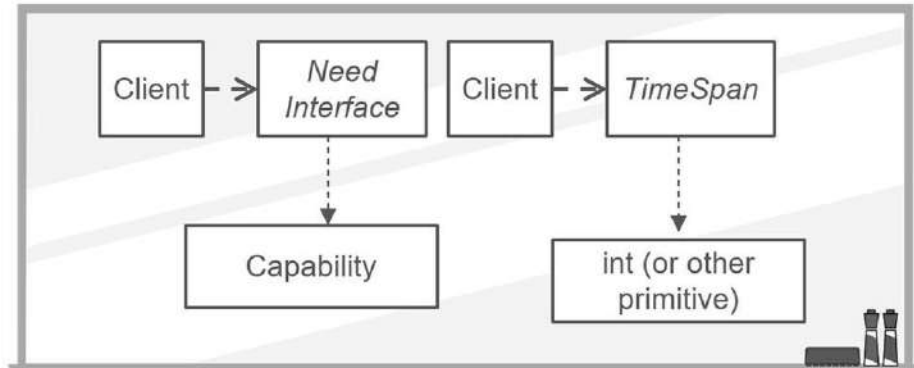 Client
Need
Interface
Client
TimeSpan
Capability
int (or other
primitive)